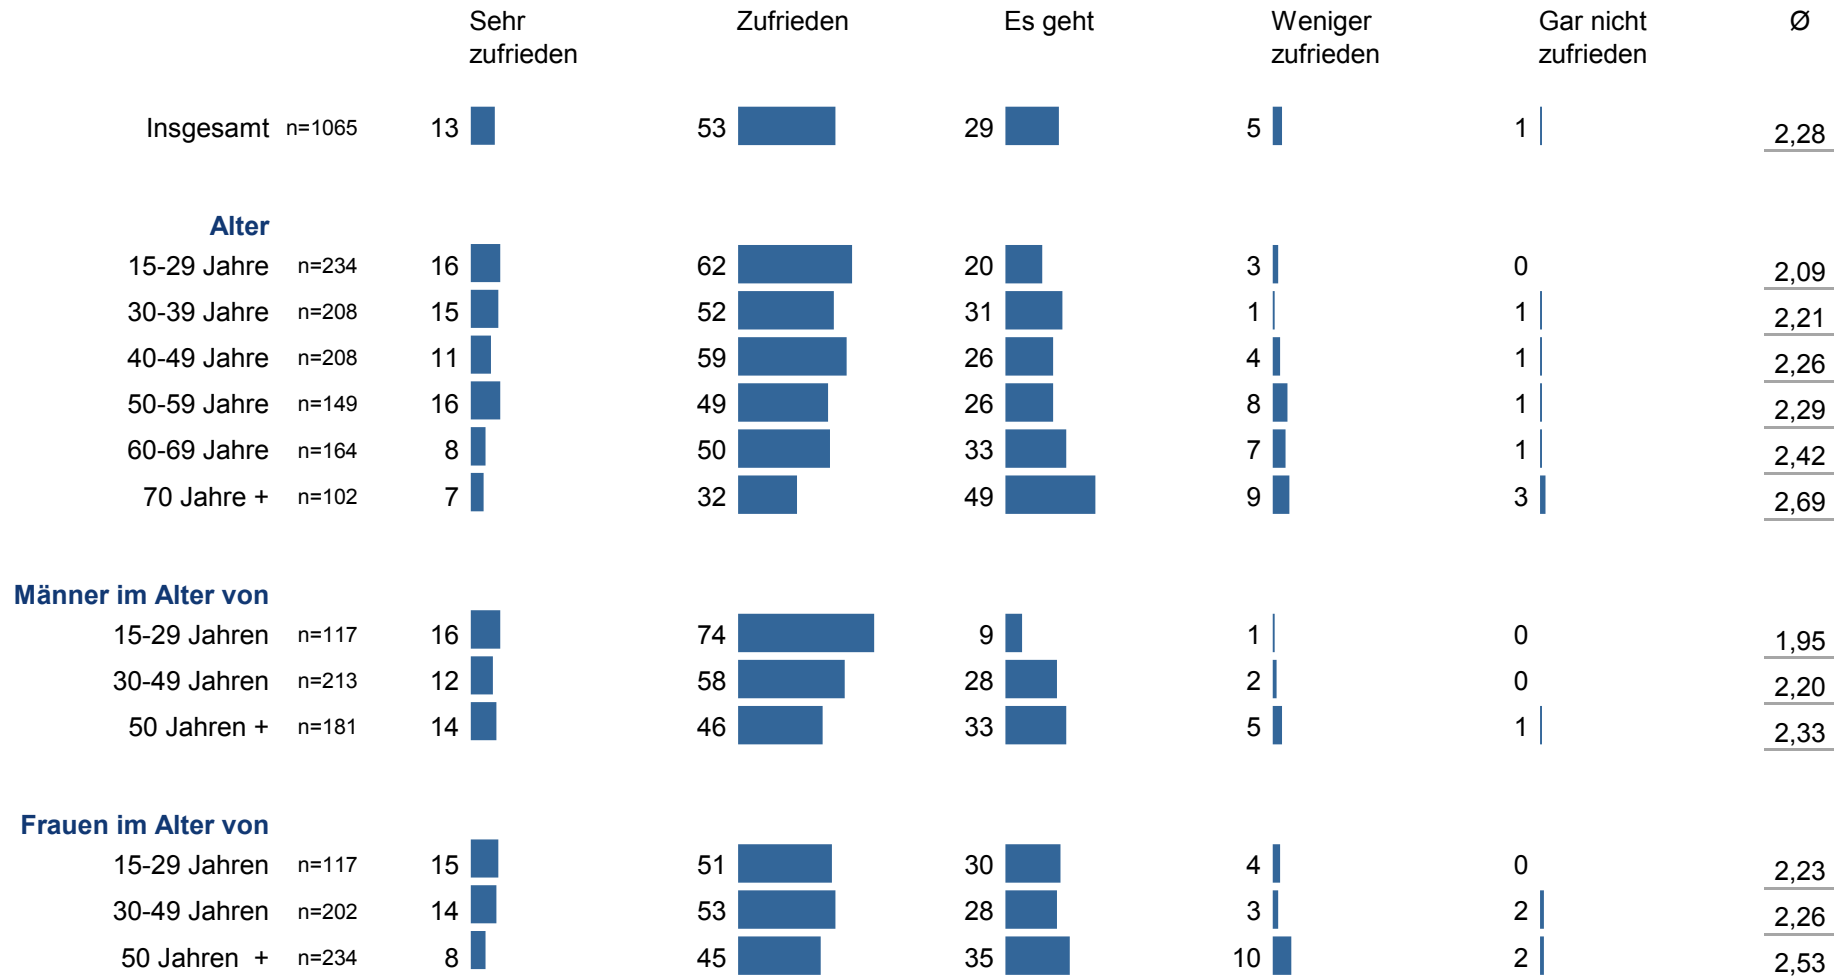 Sehr zufrieden Zufrieden Es geht Weniger zufrieden Gar nicht zufrieden Ø
Insgesamt n=1065 13 53 29 5 1 2,28
Alter
15-29 Jahre n=234 16 62 20 3 0 2,09
30-39 Jahre n=208 15 52 31 1 1 2,21
40-49 Jahre n=208 11 59 26 4 1 2,26
50-59 Jahre n=149 16 49 26 8 1 2,29
60-69 Jahre n=164 8 50 33 7 1 2,42
70 Jahre + n=102 7 32 49 9 3 2,69
Männer im Alter von
15-29 Jahren n=117 16 74 9 1 0 1,95
30-49 Jahren n=213 12 58 28 2 0 2,20
50 Jahren + n=181 14 46 33 5 1 2,33
Frauen im Alter von
15-29 Jahren n=117 15 51 30 4 0 2,23
30-49 Jahren n=202 14 53 28 3 2 2,26
50 Jahren + n=234 8 45 35 10 2 2,53